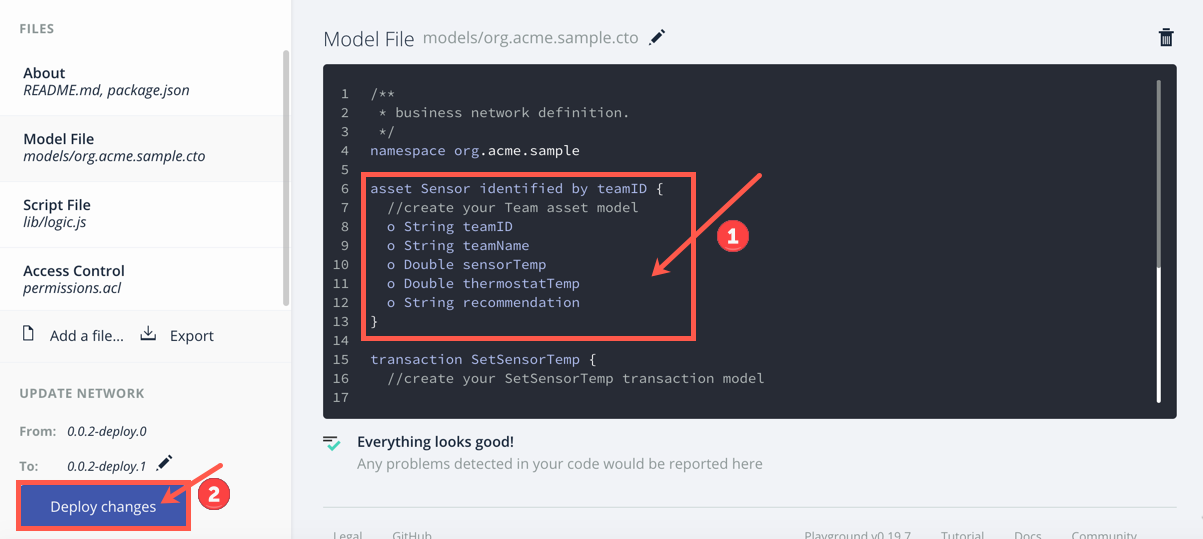 FILES
About
README.md, package.json
Model File
models/org.acme.sample.cto
Script File
lib/logic.js
Access Control
permissions.acl
Add a file... Export
UPDATE NETWORK
From: 0.0.2-deploy.0
To: 0.0.2-deploy.1
Deploy changes
2
Model File models/org.acme.sample.cto
1 /**
2 * business network definition.
3 */
4 namespace org.acme.sample
5
6 asset Sensor identified by teamID {
7 //create your Team asset model
8 o String teamID
9 o String teamName
10 o Double sensorTemp
11 o Double thermostatTemp
12 o String recommendation
13 }
14
15 transaction SetSensorTemp {
16 //create your SetSensorTemp transaction model
17
1
Everything looks good!
Any problems detected in your code would be reported here
Legal GitHub Playground v0.19.7 Tutorial Docs Community